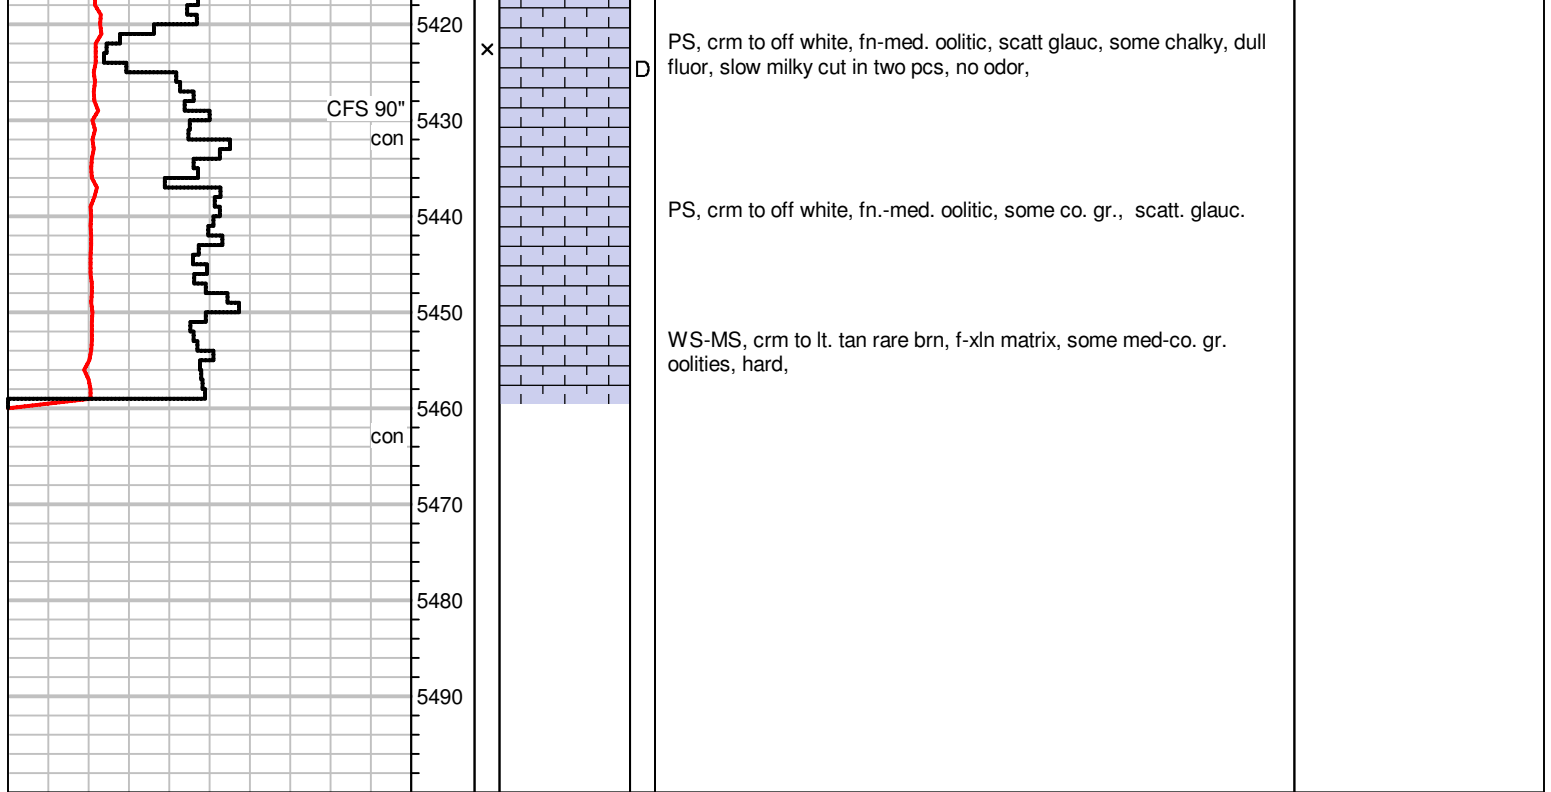 5420
×
PS, crm to off white, fn-med. oolitic, scatt glauc, some chalky, dull
fluor, slow milky cut in two pcs, no odor,
D
CFS 90"
5430
con
5440
PS, crm to off white, fn.-med. oolitic, some co. gr., scatt. glauc.
5450
WS-MS, crm to lt. tan rare brn, f-xln matrix, some med-co. gr.
oolities, hard,
5460
con
5470
5480
5490